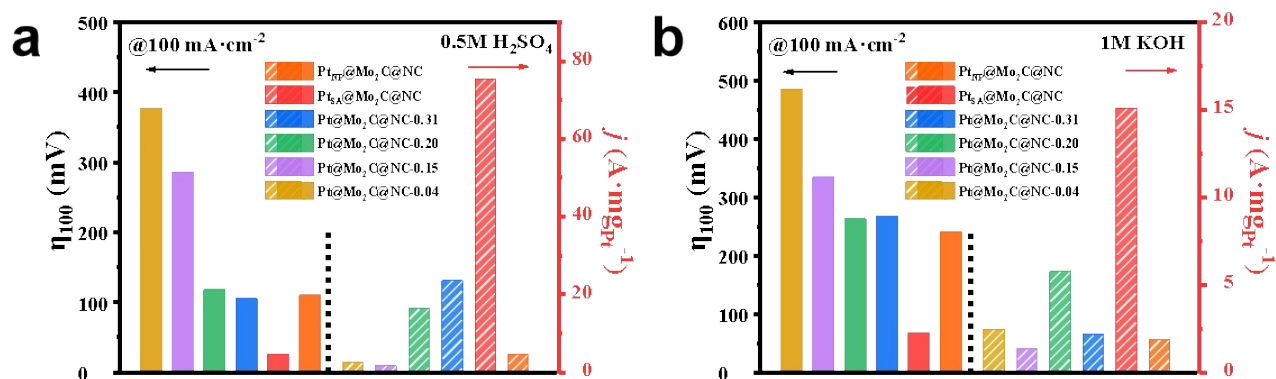 a
@100 mA·cm⁻²
0.5M H₂SO₄
Pt_NP@Mo₂C@NC
Pt_SA@Mo₂C@NC
Pt@Mo₂C@NC-0.31
Pt@Mo₂C@NC-0.20
Pt@Mo₂C@NC-0.15
Pt@Mo₂C@NC-0.04
500
400
300
200
100
0
η₁₀₀ (mV)
80
60
40
20
0
j (A·mg_Pt⁻¹)
b
@100 mA·cm⁻²
1M KOH
Pt_NP@Mo₂C@NC
Pt_SA@Mo₂C@NC
Pt@Mo₂C@NC-0.31
Pt@Mo₂C@NC-0.20
Pt@Mo₂C@NC-0.15
Pt@Mo₂C@NC-0.04
600
500
400
300
200
100
0
η₁₀₀ (mV)
20
15
10
5
0
j (A·mg_Pt⁻¹)